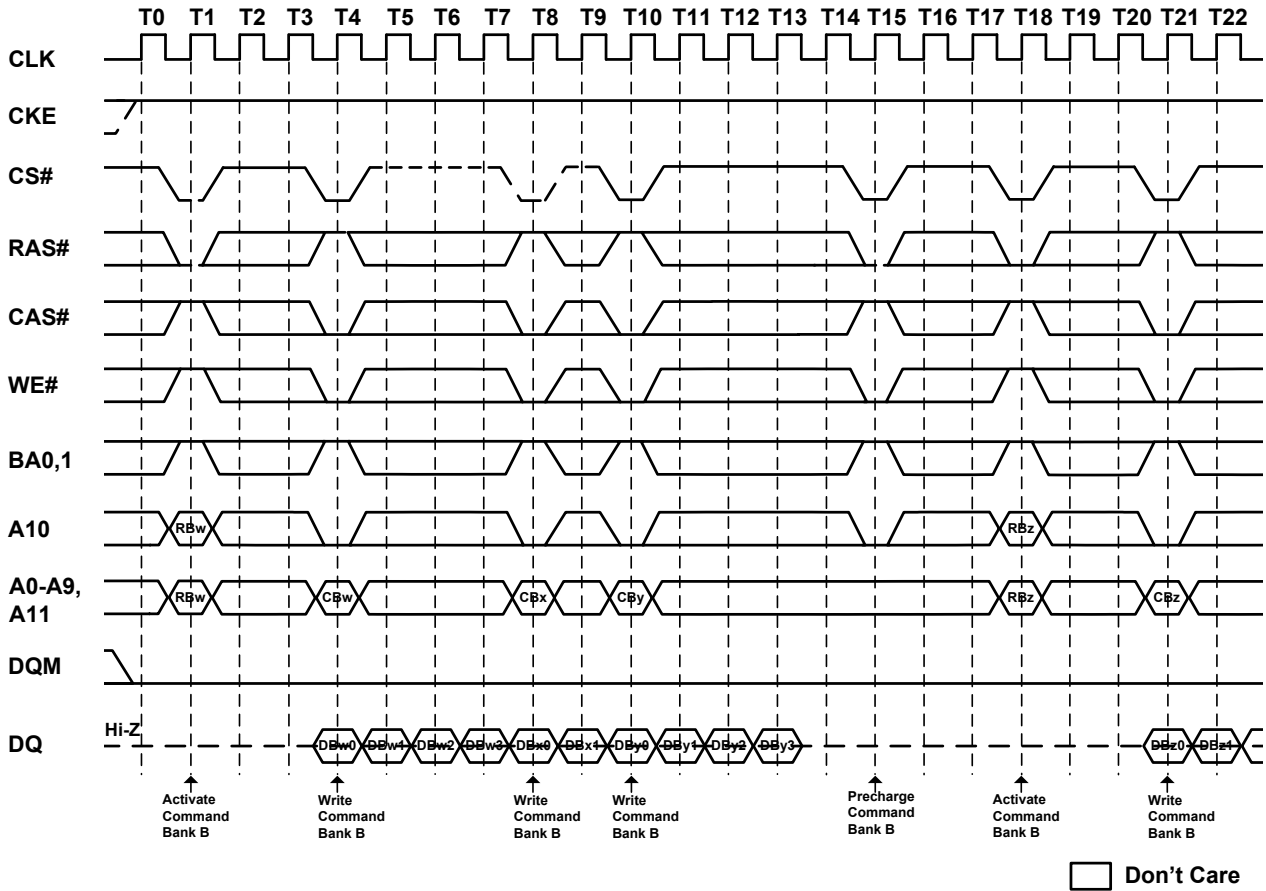 T0 T1 T2 T3 T4 T5 T6 T7 T8 T9 T10 T11 T12 T13 T14 T15 T16 T17 T18 T19 T20 T21 T22
CLK
CKE
CS#
RAS#
CAS#
WE#
BA0,1
A10 RBw RBz
A0-A9,
A11
RBw CBw CBx CBy RBz CBz
DQM
DQ Hi-Z DBw0 DBw1 DBw2 DBw3 DBx0 DBx1 DBy0 DBy1 DBy2 DBy3 DBz0 DBz1
Activate
Command
Bank B
Write
Command
Bank B
Write
Command
Bank B
Write
Command
Bank B
Precharge
Command
Bank B
Activate
Command
Bank B
Write
Command
Bank B
Don't Care